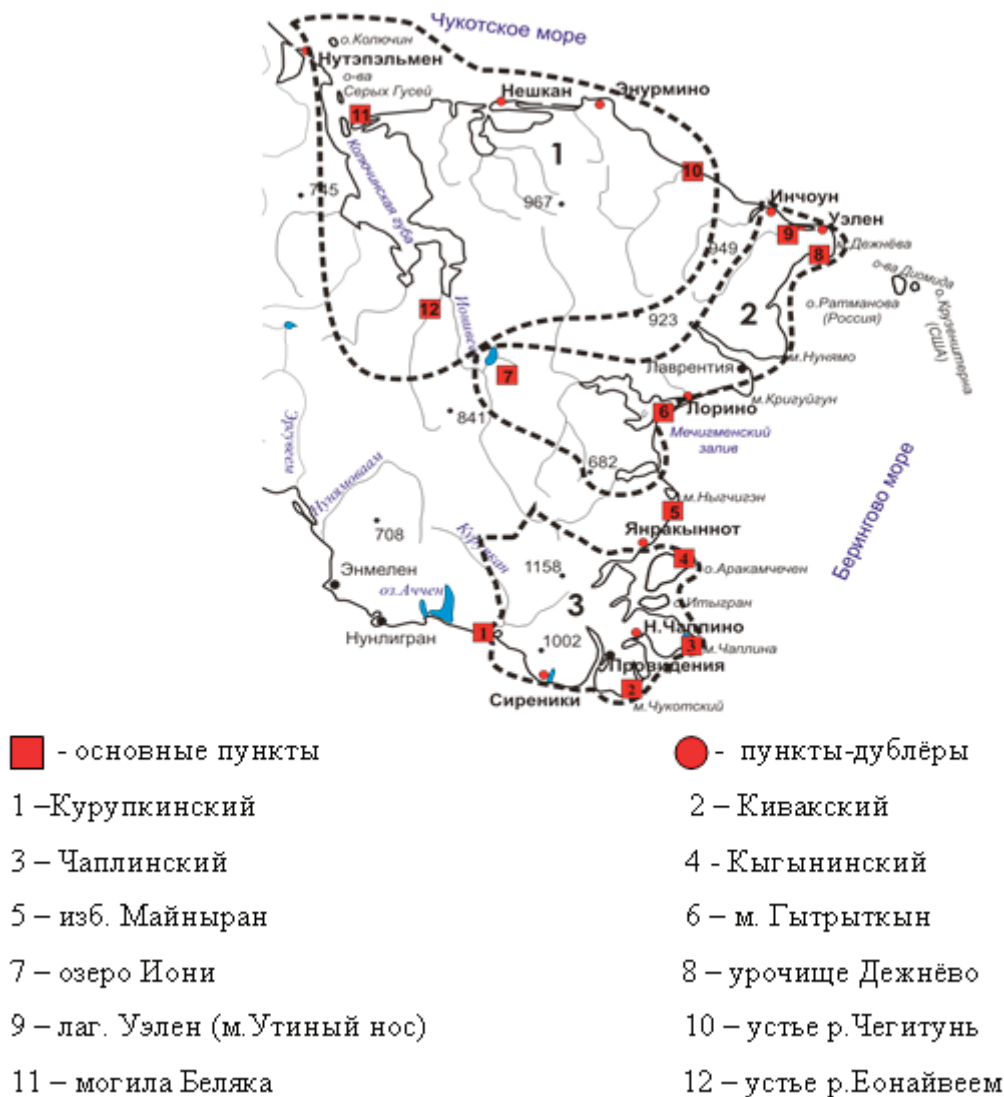 Чукотское море
о.Колючин
Нутэпэльмен
о-ва
Серых Гусей
Нешкан
Энурмино
11
1
Колючинская губа
10
745
967
Инчоун
Уэлен
9
м.Дежнёва
949
8
о-ва Диомида
12
2
о.Ратманова
(Россия)
о.Крузенштерна
(США)
923
м.Нунямо
7
Лаврентия
м.Кригуйгун
Лорино
6
841
Мечигменский
залив
Эргувеем
682
Нунямоваам
м.Ныгчигэн
5
Берингово море
708
Курупкан
Янракыннот
4
1158
о.Аракамчечен
Энмелен
оз.Аччен
3
о.Итыгран
Нунлигран
1
Н.Чаплино
1002
3
м.Чаплина
Провидения
Сиреники
2
м.Чукотский
- основные пункты
- пункты-дублёры
1 –Курупкинский
2 – Кивакский
3 – Чаплинский
4 - Кыгынинский
5 – изб. Майныран
6 – м. Гытрыткын
7 – озеро Иони
8 – урочище Дежнёво
9 – лаг. Уэлен (м.Утиный нос)
10 – устье р.Чегитунь
11 – могила Беляка
12 – устье р.Еонайвеем